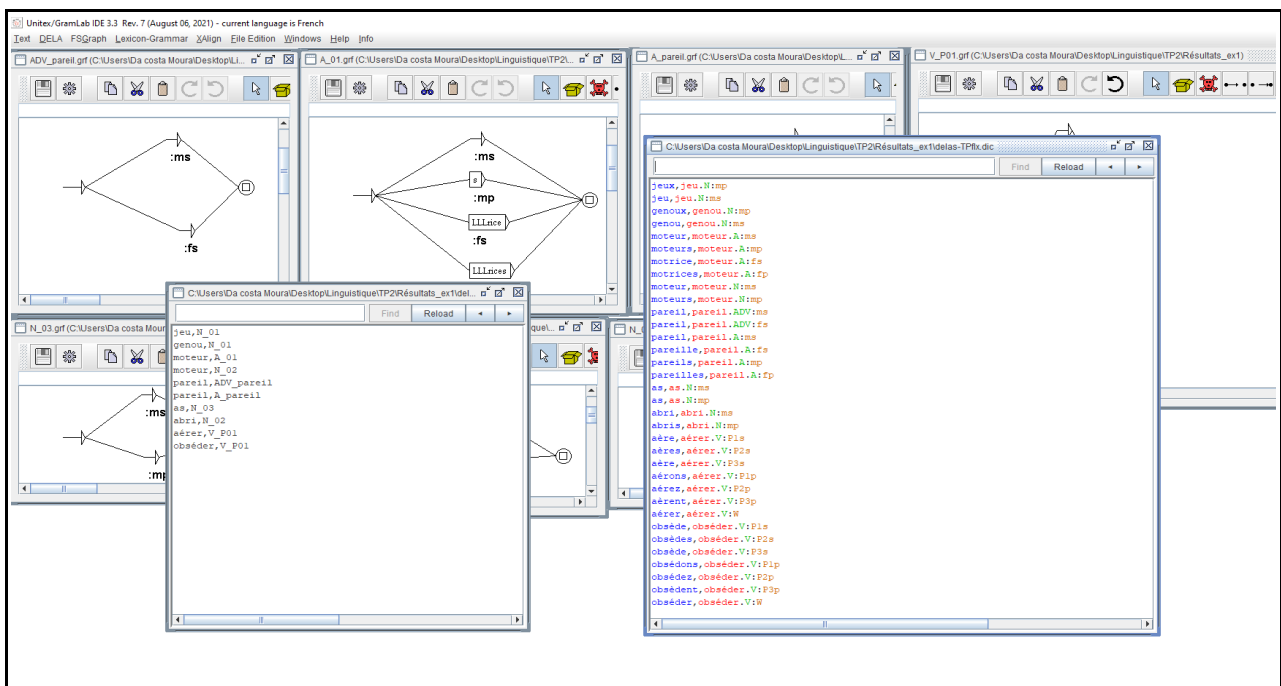 Unitex/GramLab IDE 3.3 Rev. 7 (August 06, 2021) - current language is French
Text DELA FSGraph Lexicon-Grammar XAlign File Edition Windows Help Info
ADV_pareil.grf (C:\Users\Da costa Moura\Desktop\Li...
:ms
:fs
A_01.grf (C:\Users\Da costa Moura\Desktop\Linguistique\TP2\...
:ms
s
:mp
LLLrice
:fs
LLLrices
A_pareil.grf (C:\Users\Da costa Moura\Desktop\L...
V_P01.grf (C:\Users\Da costa Moura\Desktop\Linguistique\TP2\Résultats_ex1)
N_03.grf (C:\Users\Da costa Mour
:ms
:mp
C:\Users\Da costa Moura\Desktop\Linguistique\TP2\Résultats_ex1\del...
Find Reload
jeu,N_01
genou,N_01
moteur,A_01
moteur,N_02
pareil,ADV_pareil
pareil,A_pareil
as,N_03
abri,N_02
aérer,V_P01
obséder,V_P01
que\...
C:\Users\Da costa Moura\Desktop\Linguistique\TP2\Résultats_ex1\delas-TPflx.dic
Find Reload
jeux,jeu.N:mp
jeu,jeu.N:ms
genoux,genou.N:mp
genou,genou.N:ms
moteur,moteur.A:ms
moteurs,moteur.A:mp
motrice,moteur.A:fs
motrices,moteur.A:fp
moteur,moteur.N:ms
moteurs,moteur.N:mp
pareil,pareil.ADV:ms
pareil,pareil.ADV:fs
pareil,pareil.A:ms
pareille,pareil.A:fs
pareils,pareil.A:mp
pareilles,pareil.A:fp
as,as.N:ms
as,as.N:mp
abri,abri.N:ms
abris,abri.N:mp
aère,aérer.V:P1s
aères,aérer.V:P2s
aère,aérer.V:P3s
aérons,aérer.V:P1p
aérez,aérer.V:P2p
aèrent,aérer.V:P3p
aérer,aérer.V:W
obsède,obséder.V:P1s
obsèdes,obséder.V:P2s
obsède,obséder.V:P3s
obsédons,obséder.V:P1p
obsédez,obséder.V:P2p
obsèdent,obséder.V:P3p
obséder,obséder.V:W